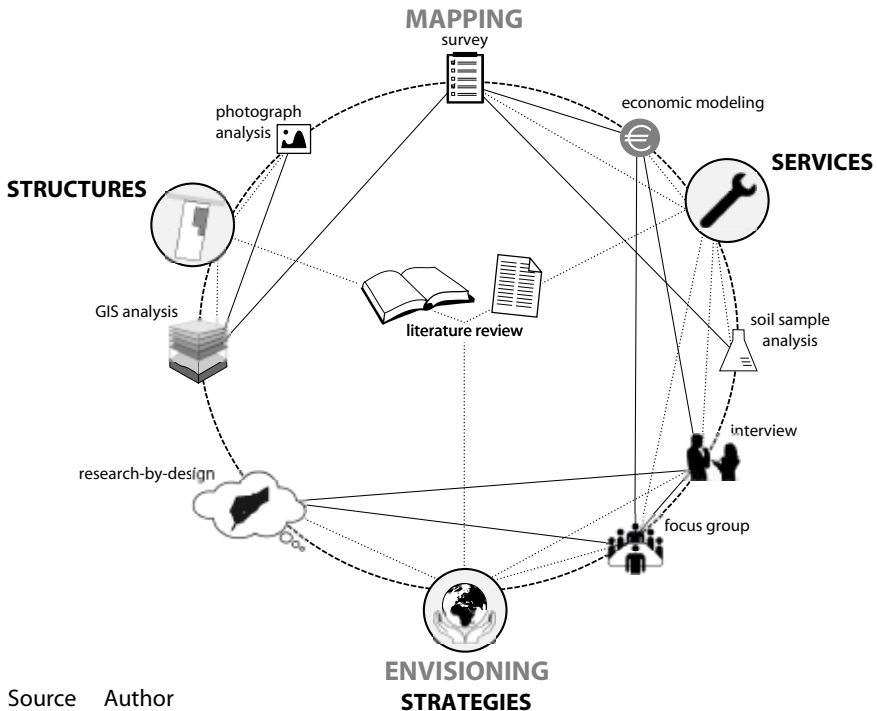 MAPPING
survey
economic modeling
photograph
analysis
SERVICES
STRUCTURES
GIS analysis
literature review
soil sample
analysis
interview
research-by-design
focus group
ENVISIONING
STRATEGIES
Source Author